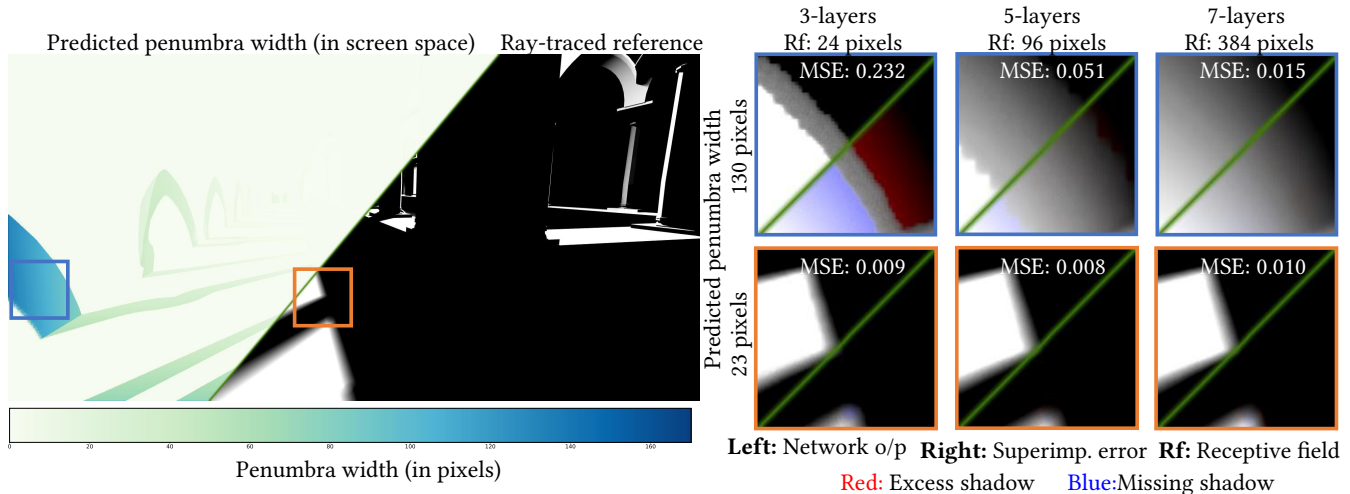 Predicted penumbra width (in screen space)
Ray-traced reference
0 20 40 60 80 100 120 140 160
Penumbra width (in pixels)
3-layers
Rf: 24 pixels
5-layers
Rf: 96 pixels
7-layers
Rf: 384 pixels
Predicted penumbra width
130 pixels
23 pixels
MSE: 0.232
MSE: 0.051
MSE: 0.015
MSE: 0.009
MSE: 0.008
MSE: 0.010
Left: Network o/p Right: Superimp. error Rf: Receptive field
Red: Excess shadow Blue:Missing shadow